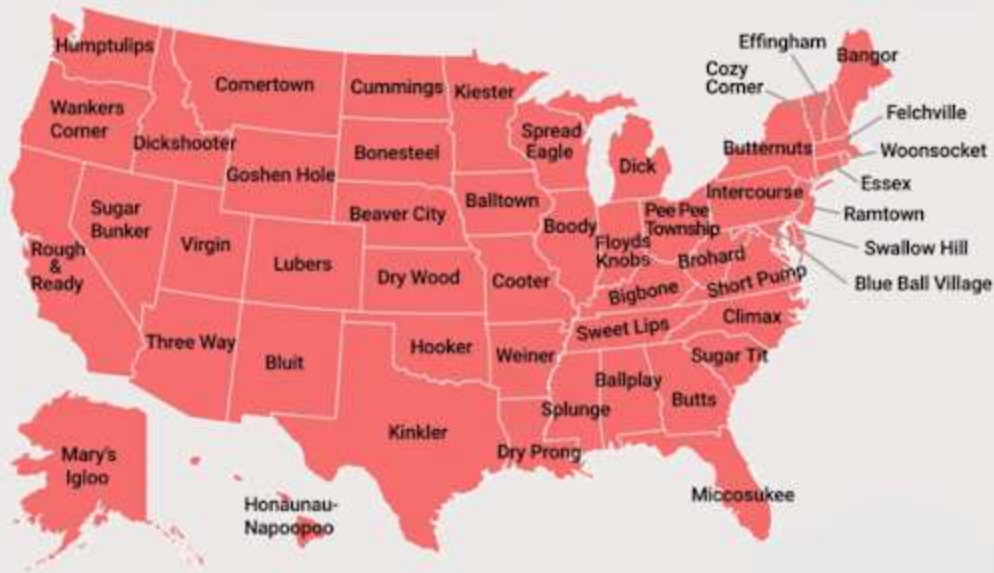 Humptulips
Effingham
Bangor
Cozy
Corner
Comertown
Cummings
Kiester
Wankers
Corner
Felchville
Spread
Eagle
Dickshooter
Butternuts
Woonsocket
Bonesteel
Dick
Goshen Hole
Essex
Intercourse
Balltown
Sugar
Bunker
Beaver City
Pee Pee
Township
Ramtown
Boody
Virgin
Floyds
Knobs
Swallow Hill
Rough
&
Ready
Lubers
Dry Wood
Cooter
Brohard
Short Pump
Blue Ball Village
Bigbone
Climax
Sweet Lips
Three Way
Hooker
Weiner
Sugar Tit
Bluit
Ballplay
Butts
Splunge
Kinkler
Dry Prong
Mary's
Igloo
Miccosukee
Honaunau-
Napoopoo